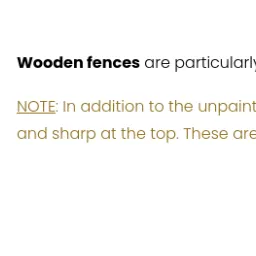 Wooden fences are particularly
NOTE: In addition to the unpaint
and sharp at the top. These are